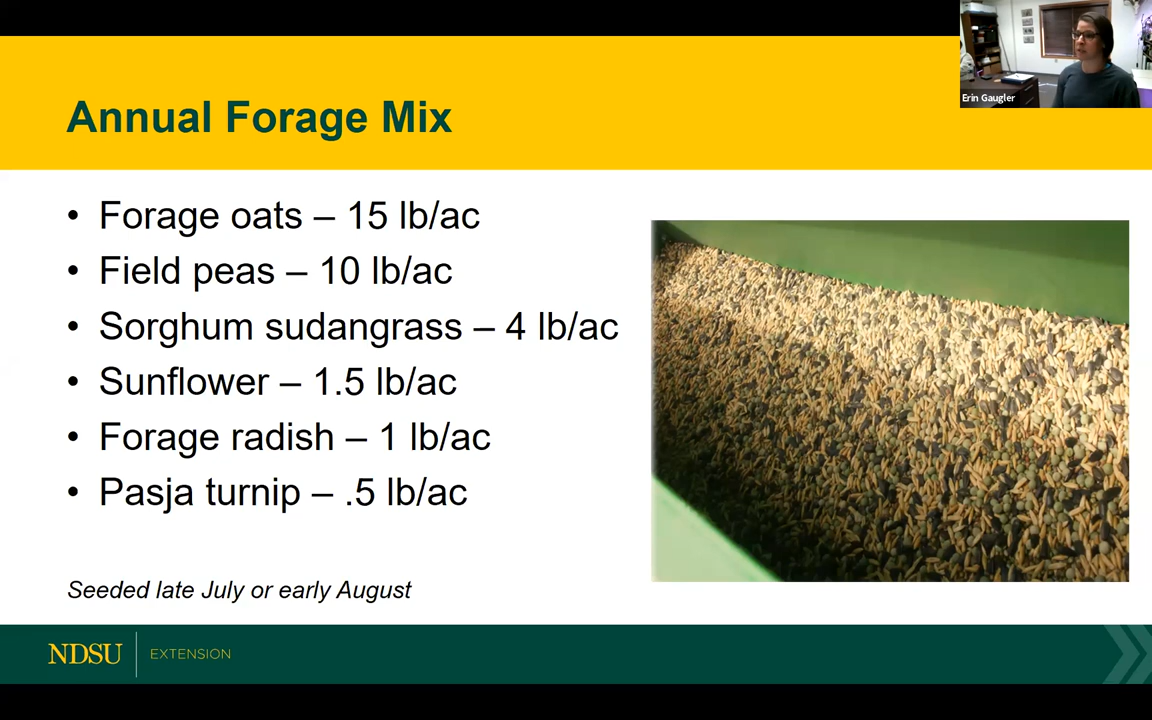 Erin Gaugler
Annual Forage Mix
• Forage oats – 15 lb/ac
• Field peas – 10 lb/ac
• Sorghum sudangrass – 4 lb/ac
• Sunflower – 1.5 lb/ac
• Forage radish – 1 lb/ac
• Pasja turnip – .5 lb/ac
Seeded late July or early August
NDSU EXTENSION